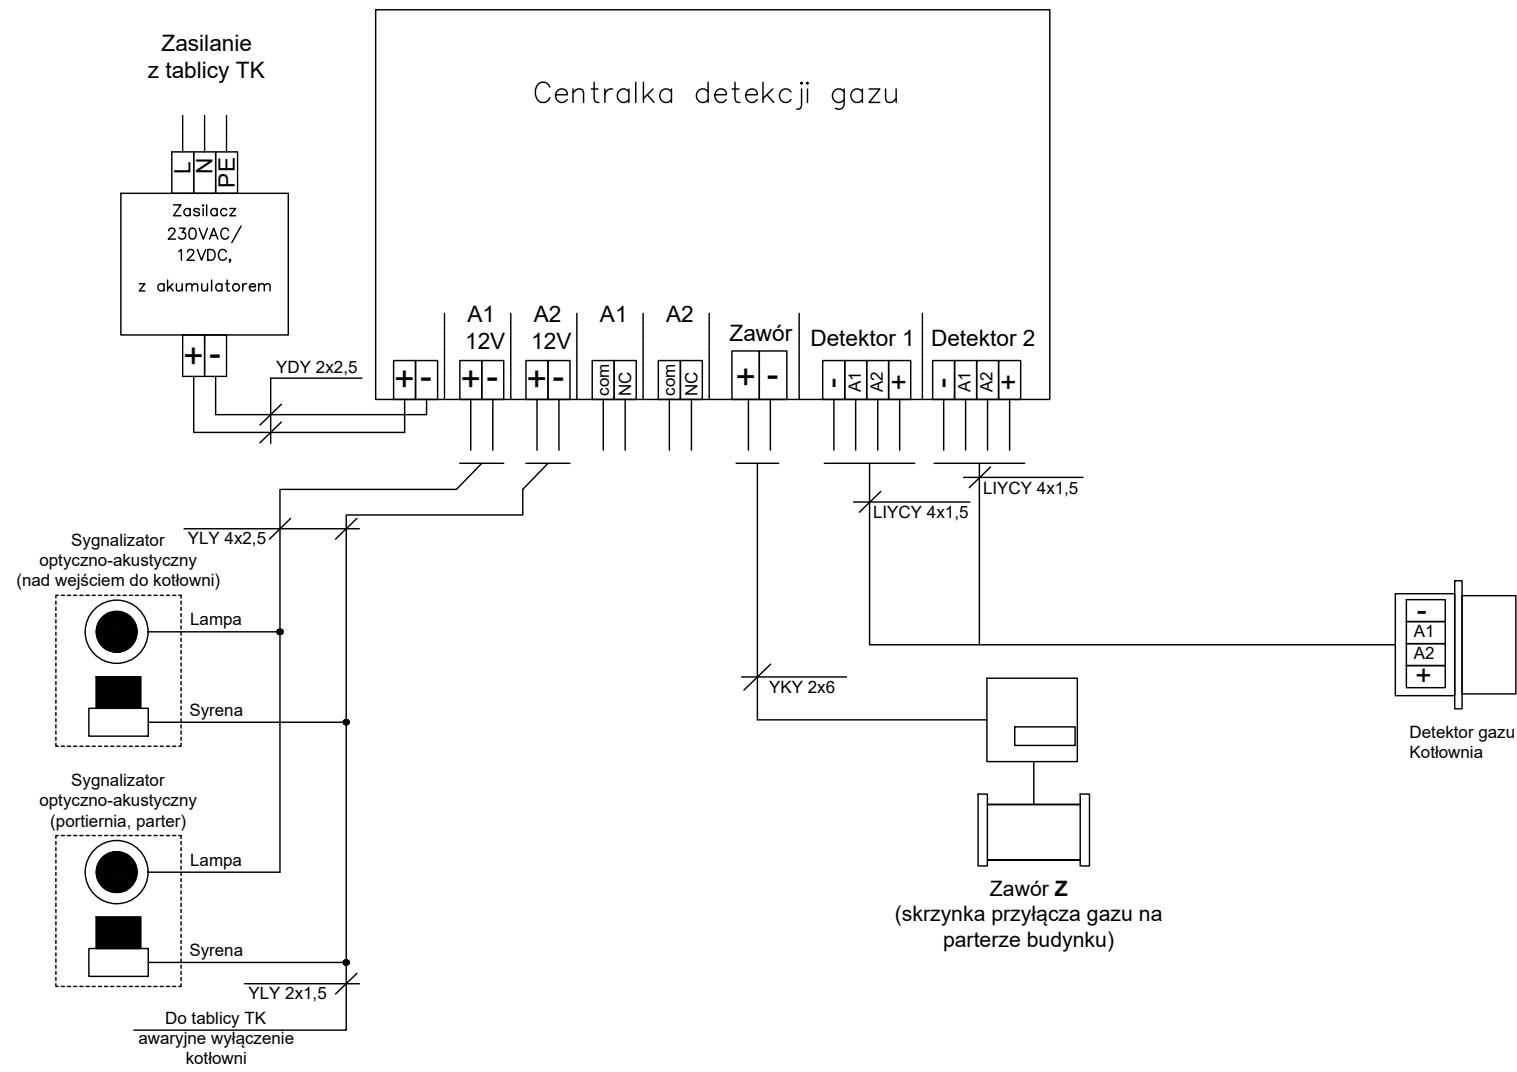 Zasilanie
z tablicy TK
Centralka detekcji gazu
L N PE
Zasilacz
230VAC/
12VDC,
z akumulatorem
+ -
YDY 2x2,5
A1
12V
A2
12V
A1
A2
Zawór
Detektor 1
Detektor 2
+ -
+ -
+ -
com NC
com NC
+ -
- A1 A2 +
- A1 A2 +
LIYCY 4x1,5
LIYCY 4x1,5
YLY 4x2,5
Sygnalizator
optyczno-akustyczny
(nad wejściem do kotłowni)
Lampa
Syrena
YKY 2x6
-
A1
A2
+
Detektor gazu
Kotłownia
Sygnalizator
optyczno-akustyczny
(portiernia, parter)
Lampa
Syrena
Zawór Z
(skrzynka przyłącza gazu na
parterze budynku)
YLY 2x1,5
Do tablicy TK
awaryjne wyłączenie
kotłowni